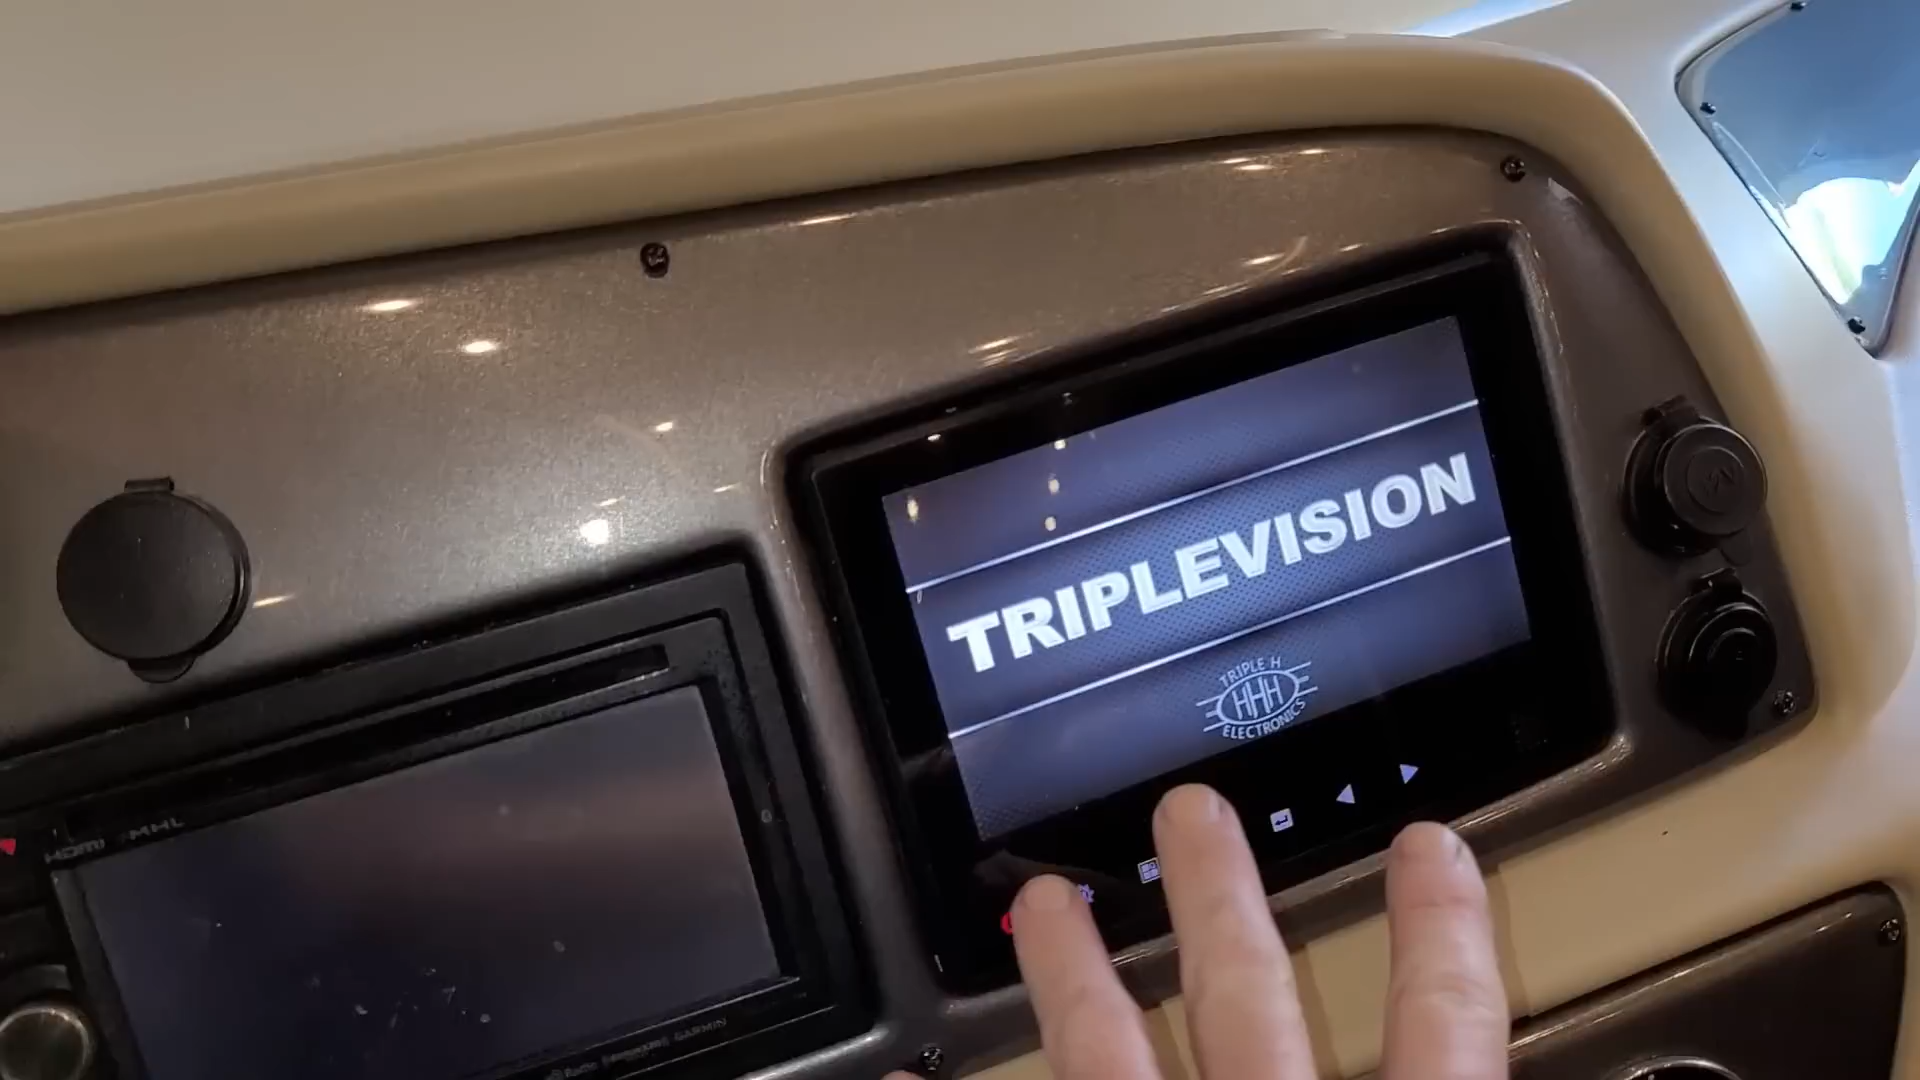 TRIPLEVISION
TRIPLE H
HHH
ELECTRONICS
HDMI / MHL
GARMIN